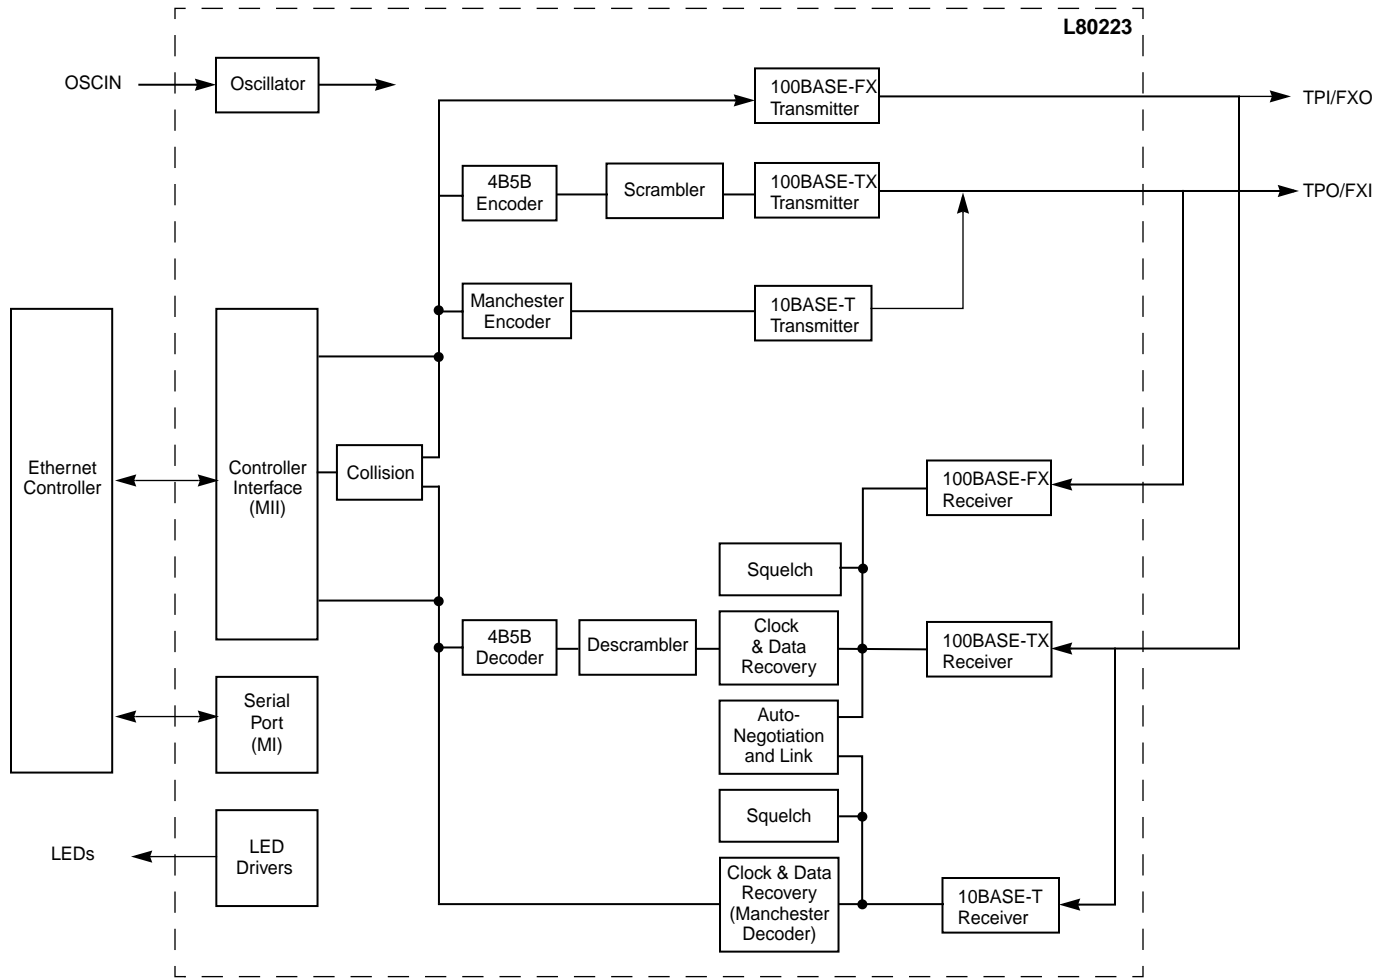 L80223
OSCIN
Oscillator
100BASE-FX
Transmitter
TPI/FXO
4B5B
Encoder
Scrambler
100BASE-TX
Transmitter
TPO/FXI
Manchester
Encoder
10BASE-T
Transmitter
Ethernet
Controller
Controller
Interface
(MII)
Collision
100BASE-FX
Receiver
Squelch
4B5B
Decoder
Descrambler
Clock
& Data
Recovery
100BASE-TX
Receiver
Serial
Port
(MI)
Auto-
Negotiation
and Link
Squelch
LEDs
LED
Drivers
Clock & Data
Recovery
(Manchester
Decoder)
10BASE-T
Receiver